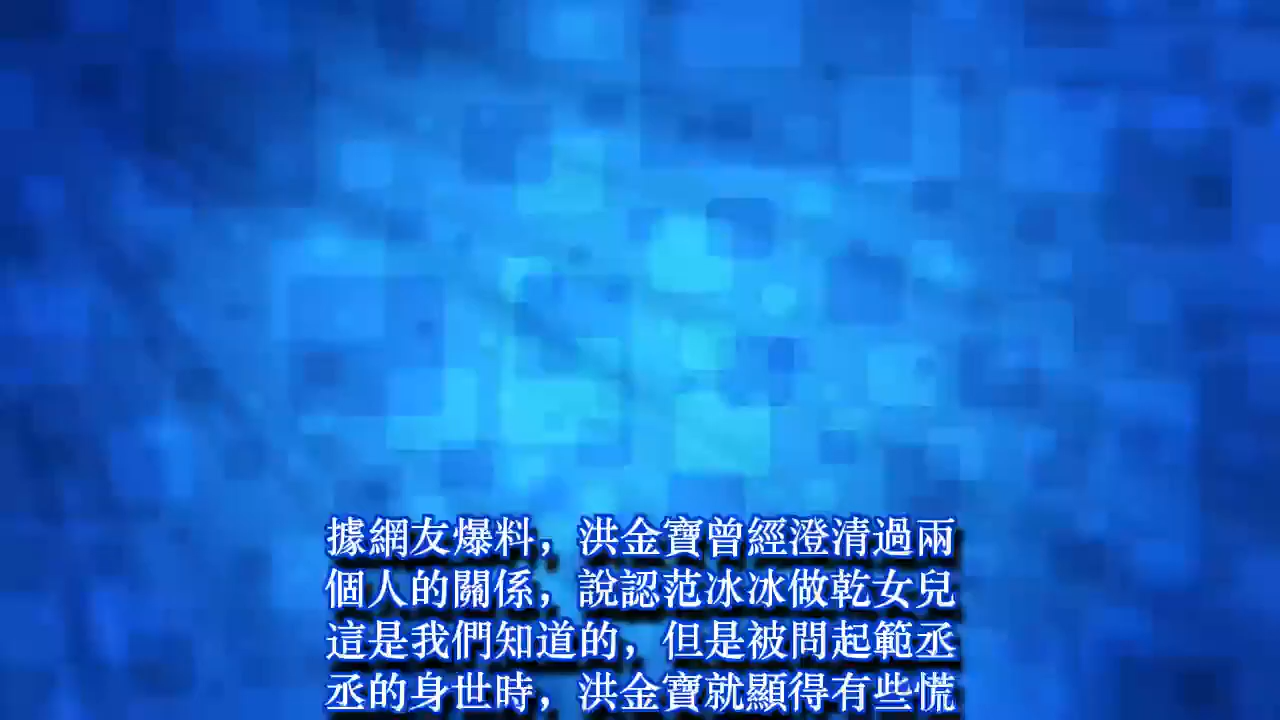 據網友爆料，洪金寶曾經澄清過兩
個人的關係，說認范冰冰做乾女兒
這是我們知道的，但是被問起範丞
丞的身世時，洪金寶就顯得有些慌